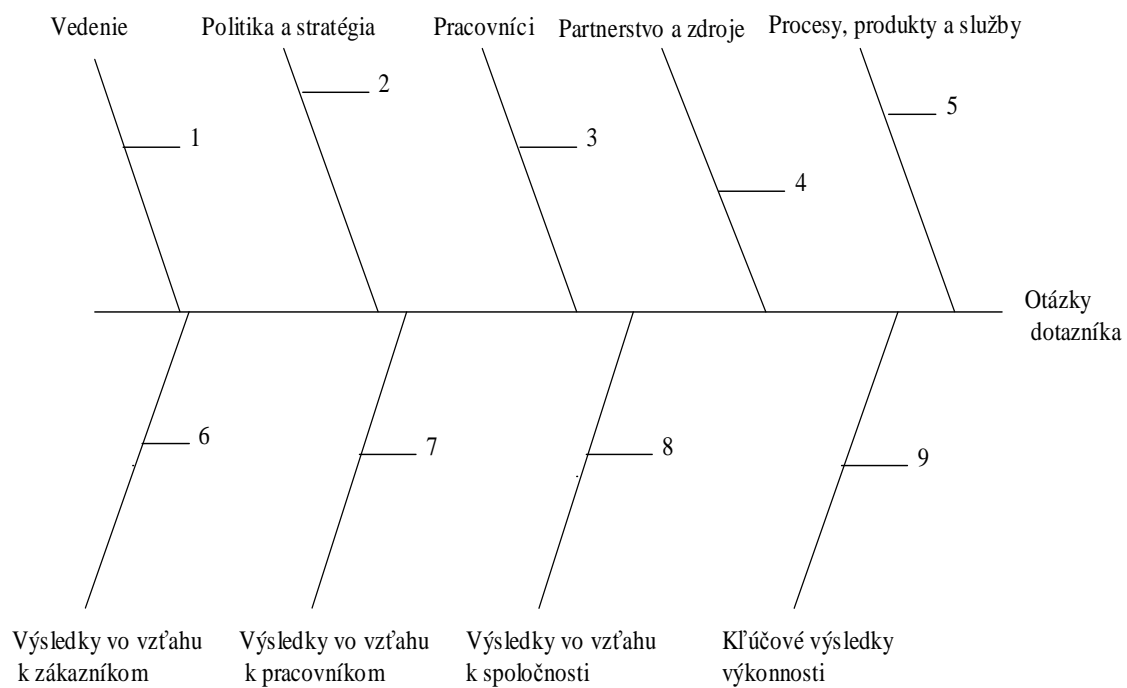 Vedenie
Politika a stratégia
Pracovníci
Partnerstvo a zdroje
Procesy, produkty a služby
2
5
1
3
4
Otázky
dotazníka
6
7
8
9
Výsledky vo vzťahu
k zákazníkom
Výsledky vo vzťahu
k pracovníkom
Výsledky vo vzťahu
k spoločnosti
Kľúčové výsledky
výkonnosti